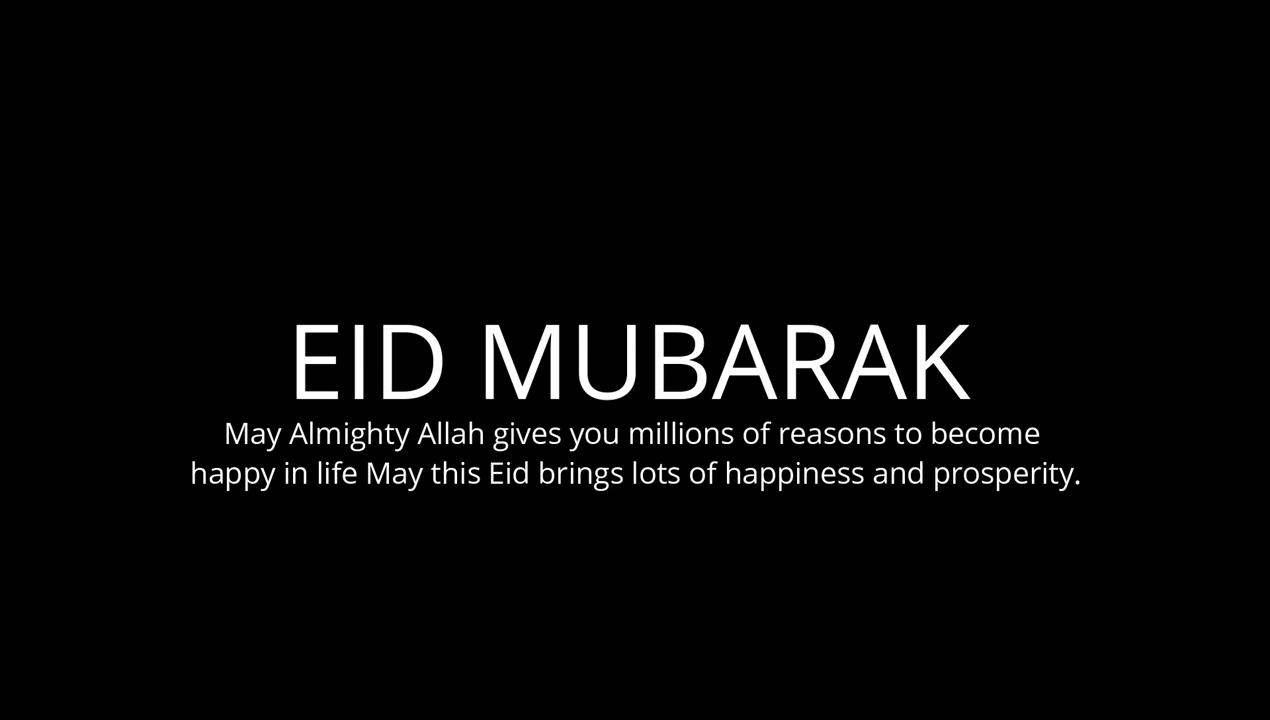 EID MUBARAK
May Almighty Allah gives you millions of reasons to become
happy in life May this Eid brings lots of happiness and prosperity.